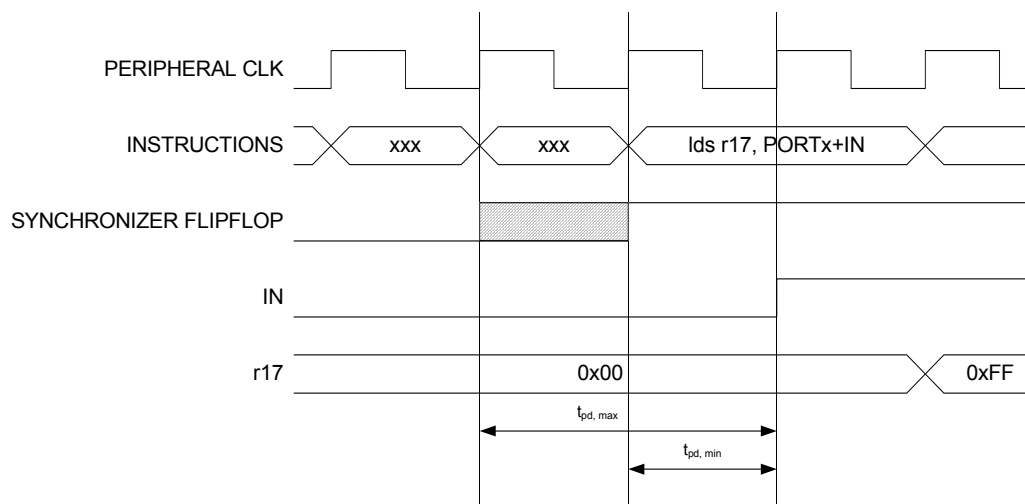 PERIPHERAL CLK
INSTRUCTIONS xxx xxx lds r17, PORTx+IN
SYNCHRONIZER FLIPFLOP
IN
r17 0x00 0xFF
tpd, max
tpd, min